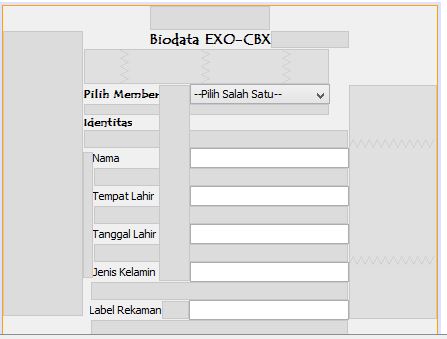 Biodata EXO-CBX
Pilih Member --Pilih Salah Satu--
Identitas
Nama
Tempat Lahir
Tanggal Lahir
Jenis Kelamin
Label Rekaman